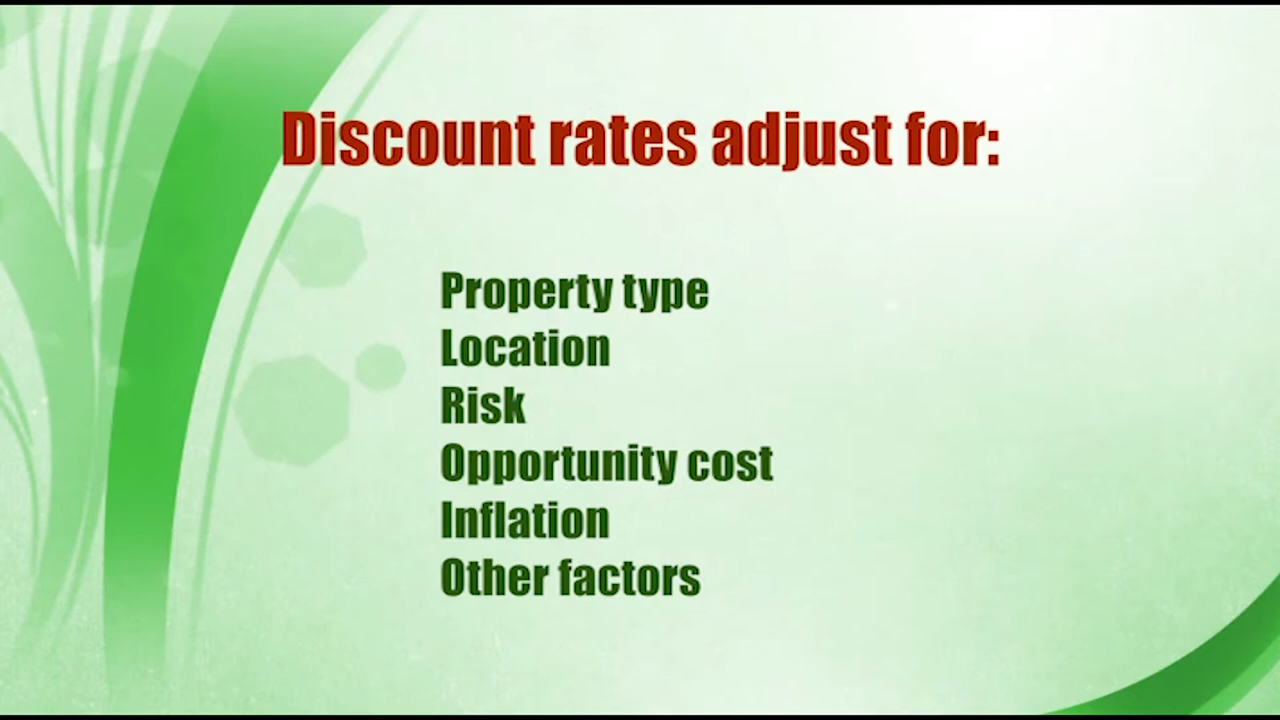 Discount rates adjust for:
Property type
Location
Risk
Opportunity cost
Inflation
Other factors